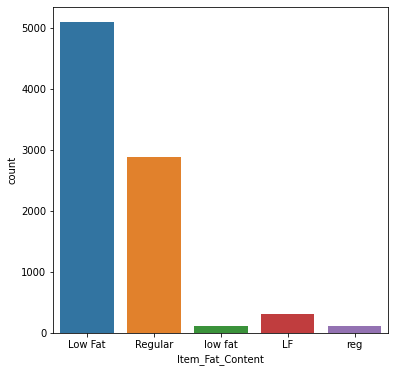 5000
4000
3000
2000
1000
0
count
Low Fat Regular low fat LF reg
Item_Fat_Content